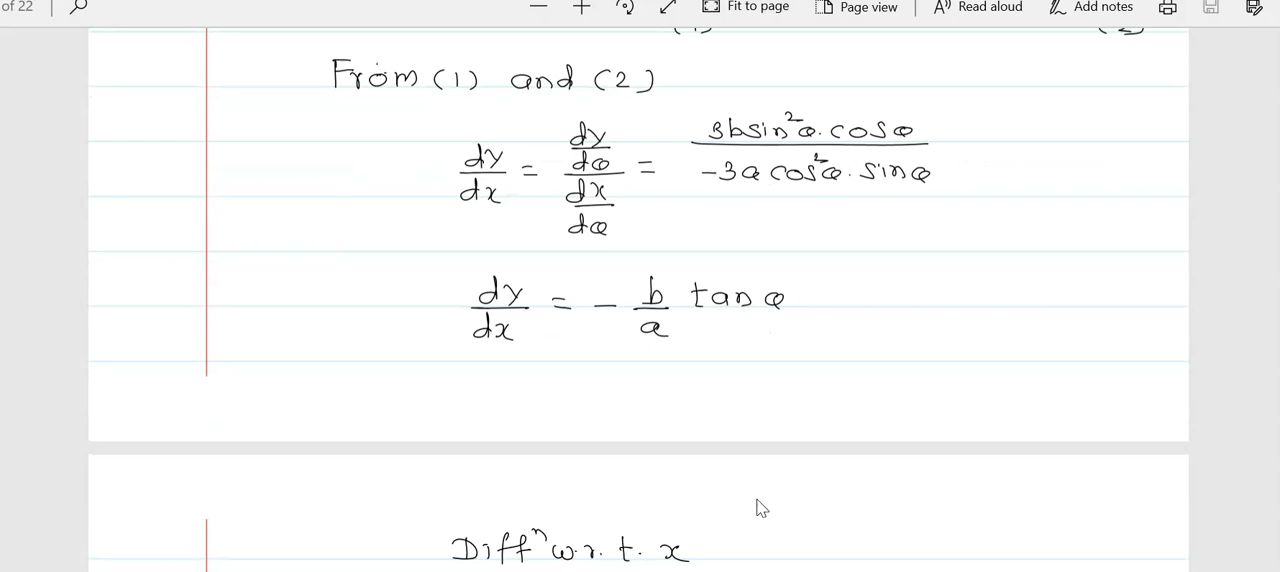 of 22 Fit to page Page view Read aloud Add notes
From (1) and (2)
dy/dx = (dy/dθ)/(dx/dθ) = 3b sin²θ. cosθ / -3a cos²θ. sinθ
dy/dx = - b/a tanθ
Diffⁿ w.r.t. x